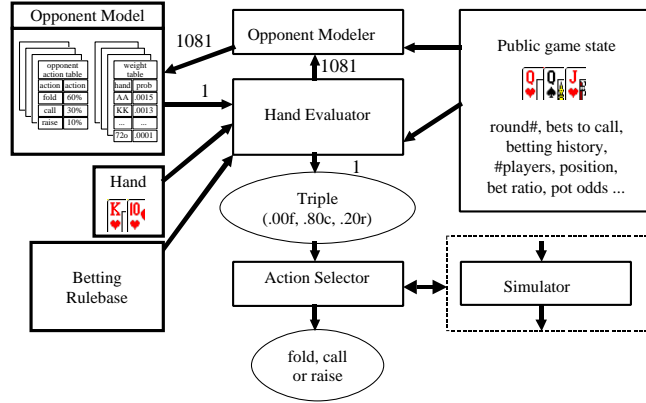 Opponent Model
opponent
action table
action action
fold 60%
call 30%
raise 10%
weight
table
hand prob
AA .0015
KK .0013
... ...
72o .0001
1081
Opponent Modeler
1081
1
Hand Evaluator
Public game state
Q Q J
round#, bets to call,
betting history,
#players, position,
bet ratio, pot odds ...
Hand
K 10
1
Triple
(.00f, .80c, .20r)
Betting
Rulebase
Action Selector
Simulator
fold, call
or raise